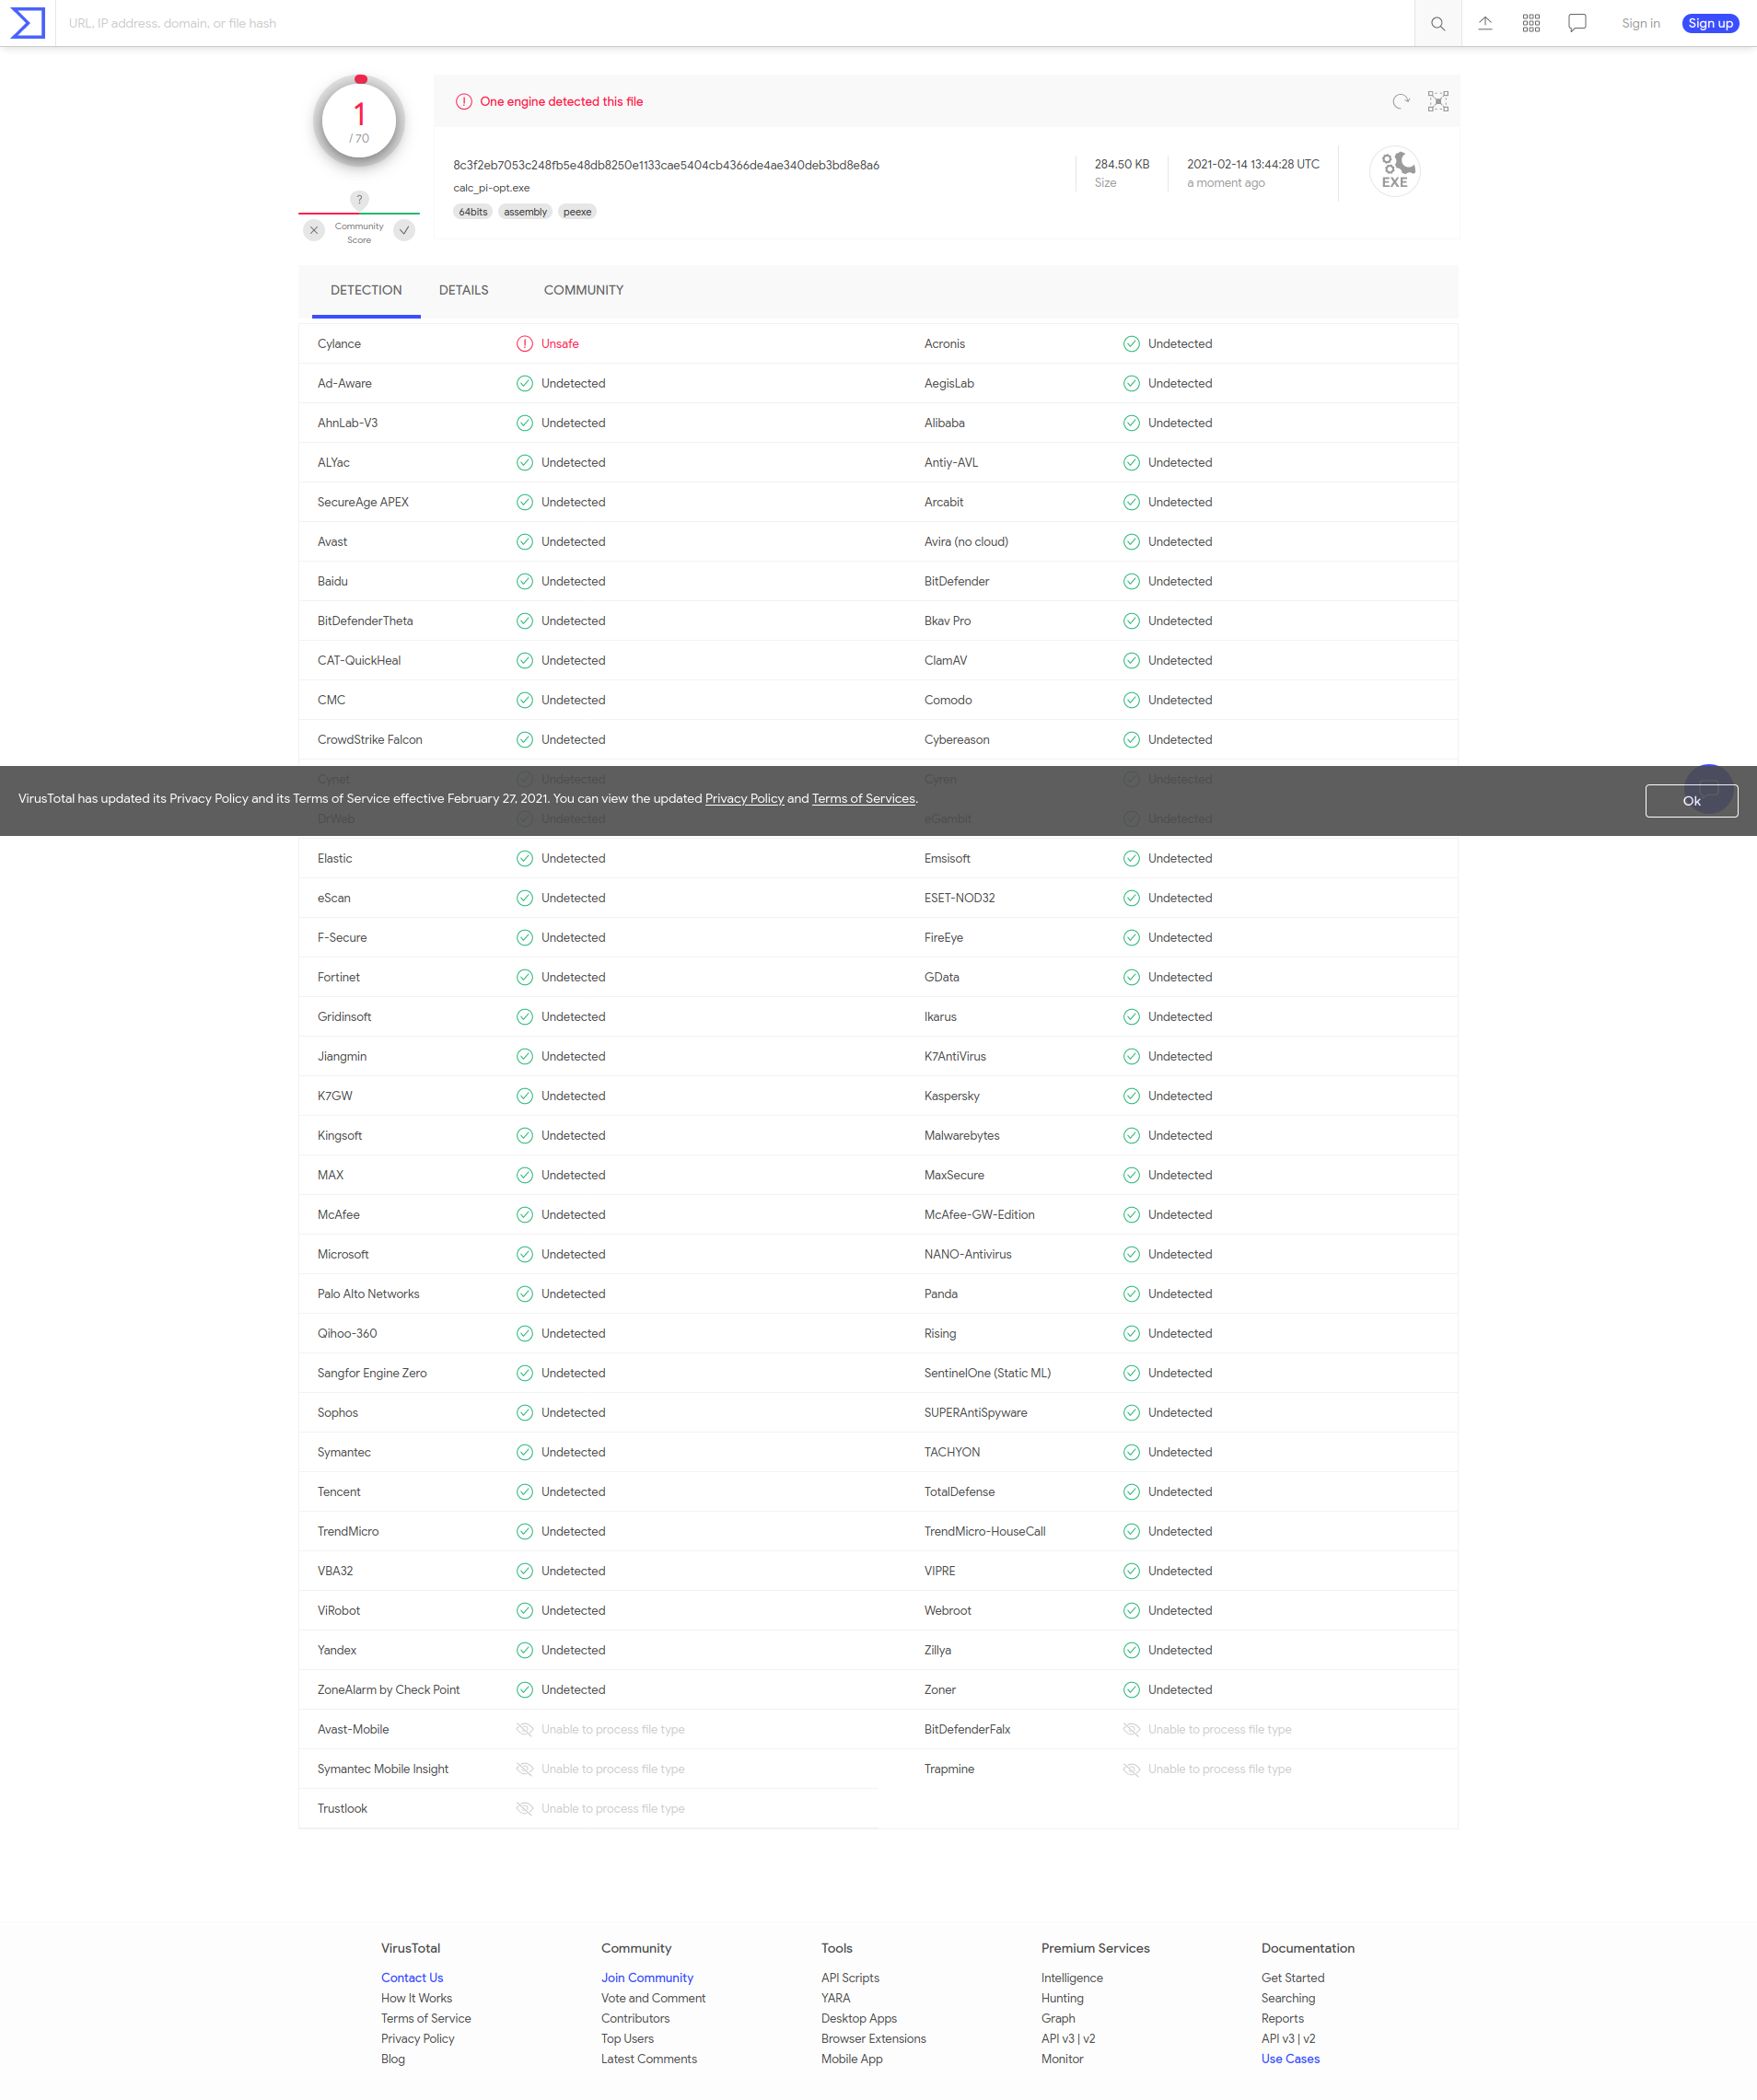 URL, IP address, domain, or file hash
Sign in
Sign up
1
/ 70
?
Community
Score
One engine detected this file
8c3f2eb7053c248fb5e48db8250e1133cae5404cb4366de4ae340deb3bd8e8a6
calc_pi-opt.exe
64bits assembly peexe
284.50 KB
Size
2021-02-14 13:44:28 UTC
a moment ago
EXE
DETECTION DETAILS COMMUNITY
Cylance Unsafe Acronis Undetected
Ad-Aware Undetected AegisLab Undetected
AhnLab-V3 Undetected Alibaba Undetected
ALYac Undetected Antiy-AVL Undetected
SecureAge APEX Undetected Arcabit Undetected
Avast Undetected Avira (no cloud) Undetected
Baidu Undetected BitDefender Undetected
BitDefenderTheta Undetected Bkav Pro Undetected
CAT-QuickHeal Undetected ClamAV Undetected
CMC Undetected Comodo Undetected
CrowdStrike Falcon Undetected Cybereason Undetected
Cynet Undetected Cyren Undetected
VirusTotal has updated its Privacy Policy and its Terms of Service effective February 27, 2021. You can view the updated Privacy Policy and Terms of Services.
Ok
DrWeb Undetected eGambit Undetected
Elastic Undetected Emsisoft Undetected
eScan Undetected ESET-NOD32 Undetected
F-Secure Undetected FireEye Undetected
Fortinet Undetected GData Undetected
Gridinsoft Undetected Ikarus Undetected
Jiangmin Undetected K7AntiVirus Undetected
K7GW Undetected Kaspersky Undetected
Kingsoft Undetected Malwarebytes Undetected
MAX Undetected MaxSecure Undetected
McAfee Undetected McAfee-GW-Edition Undetected
Microsoft Undetected NANO-Antivirus Undetected
Palo Alto Networks Undetected Panda Undetected
Qihoo-360 Undetected Rising Undetected
Sangfor Engine Zero Undetected SentinelOne (Static ML) Undetected
Sophos Undetected SUPERAntiSpyware Undetected
Symantec Undetected TACHYON Undetected
Tencent Undetected TotalDefense Undetected
TrendMicro Undetected TrendMicro-HouseCall Undetected
VBA32 Undetected VIPRE Undetected
ViRobot Undetected Webroot Undetected
Yandex Undetected Zillya Undetected
ZoneAlarm by Check Point Undetected Zoner Undetected
Avast-Mobile Unable to process file type BitDefenderFalx Unable to process file type
Symantec Mobile Insight Unable to process file type Trapmine Unable to process file type
Trustlook Unable to process file type
VirusTotal
Contact Us
How It Works
Terms of Service
Privacy Policy
Blog
Community
Join Community
Vote and Comment
Contributors
Top Users
Latest Comments
Tools
API Scripts
YARA
Desktop Apps
Browser Extensions
Mobile App
Premium Services
Intelligence
Hunting
Graph
API v3 | v2
Monitor
Documentation
Get Started
Searching
Reports
API v3 | v2
Use Cases